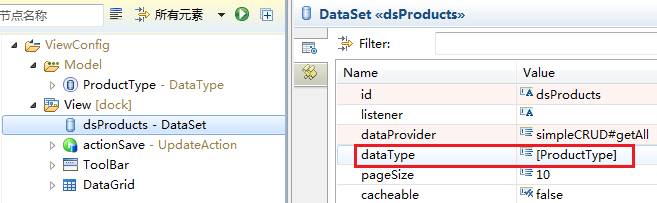 节点名称
所有元素
ViewConfig
Model
ProductType - DataType
View [dock]
dsProducts - DataSet
actionSave - UpdateAction
ToolBar
DataGrid
DataSet «dsProducts»
Filter:
Name Value
id dsProducts
listener
dataProvider simpleCRUD#getAll
dataType [ProductType]
pageSize 10
cacheable false